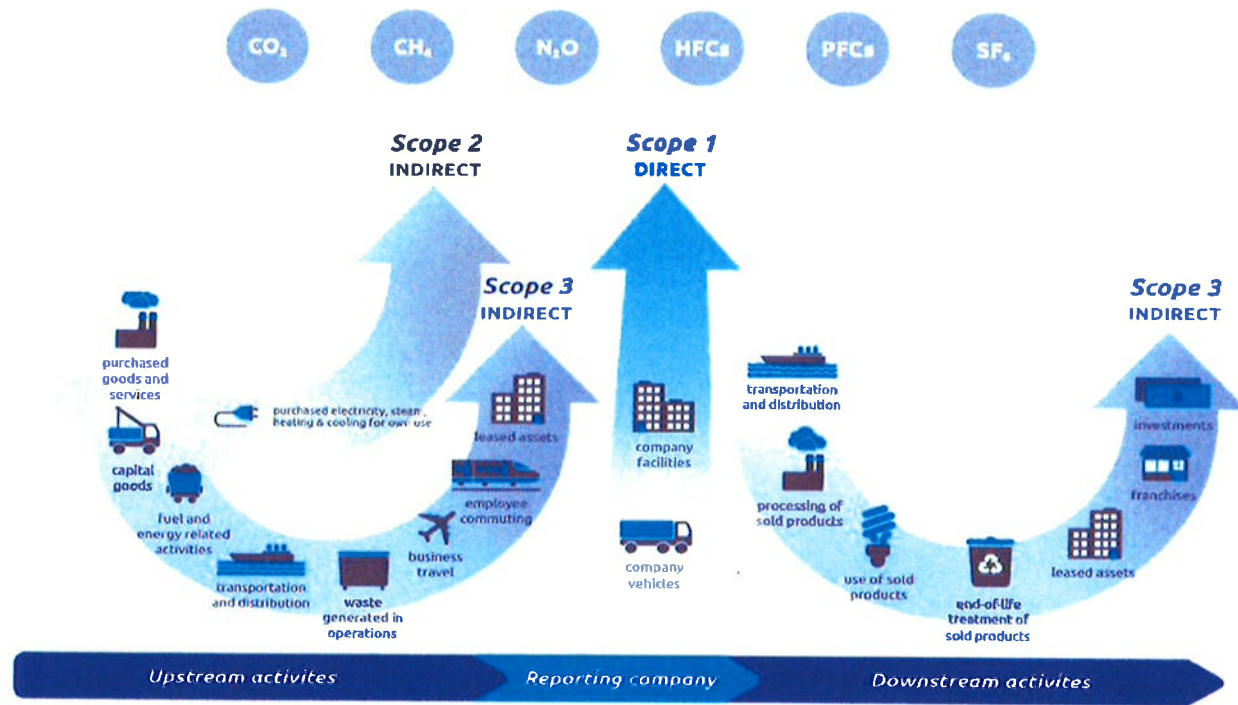 CO₂
CH₄
N₂O
HFCs
PFCs
SF₆
Scope 2
INDIRECT
Scope 1
DIRECT
Scope 3
INDIRECT
Scope 3
INDIRECT
purchased
goods and
services
capital
goods
fuel and
energy related
activities
purchased electricity, steam,
heating & cooling for own use
transportation
and distribution
waste
generated in
operations
business
travel
employee
commuting
leased assets
company
facilities
company
vehicles
transportation
and distribution
processing of
sold products
use of sold
products
end-of-life
treatment of
sold products
leased assets
franchises
investments
Upstream activites
Reporting company
Downstream activites